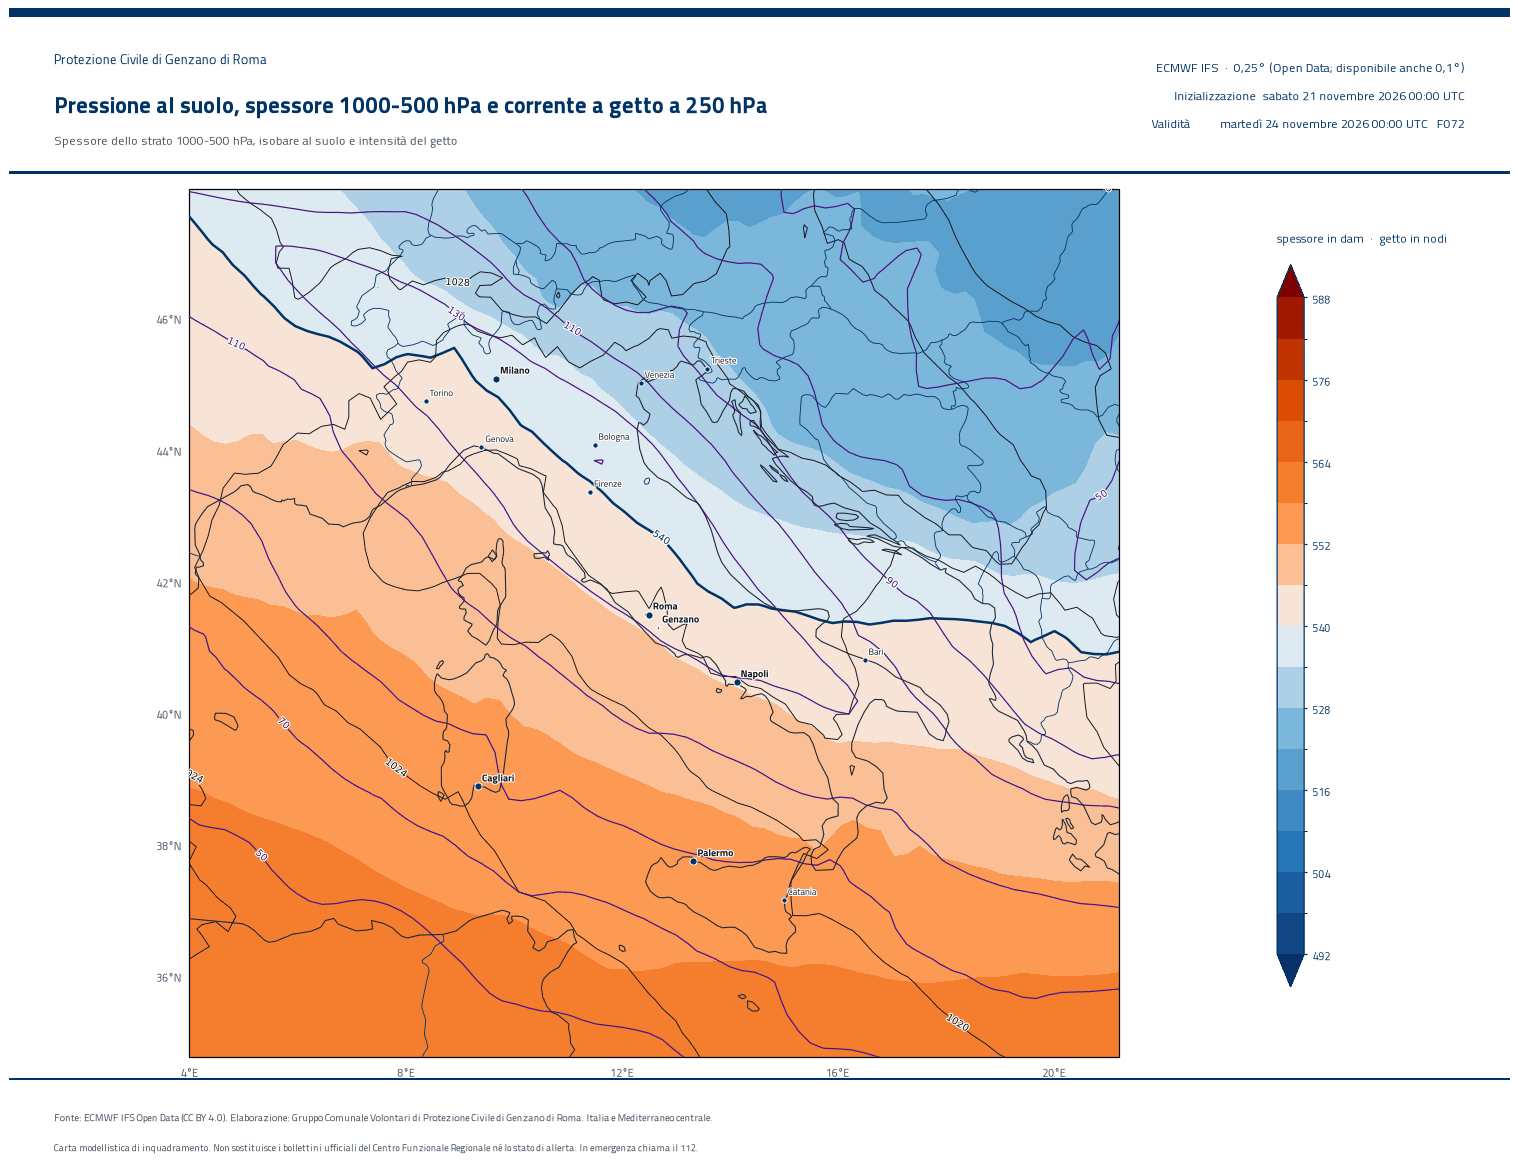 Protezione Civile di Genzano di Roma
Pressione al suolo, spessore 1000-500 hPa e corrente a getto a 250 hPa
Spessore dello strato 1000-500 hPa, isobare al suolo e intensità del getto
ECMWF IFS · 0,25° (Open Data; disponibile anche 0,1°)
Inizializzazione sabato 21 novembre 2026 00:00 UTC
Validità martedì 24 novembre 2026 00:00 UTC F072
spessore in dam · getto in nodi
588
576
564
552
540
528
516
504
492
46°N
44°N
42°N
40°N
38°N
36°N
4°E
8°E
12°E
16°E
20°E
1028
130
110
110
Trieste
Venezia
Milano
Torino
Genova
Bologna
Firenze
50
540
90
Roma
Genzano
Bari
Napoli
70
1024
024
Cagliari
Palermo
50
Catania
1020
Fonte: ECMWF IFS Open Data (CC BY 4.0). Elaborazione: Gruppo Comunale Volontari di Protezione Civile di Genzano di Roma. Italia e Mediterraneo centrale.
Carta modellistica di inquadramento. Non sostituisce i bollettini ufficiali del Centro Funzionale Regionale né lo stato di allerta. In emergenza chiama il 112.